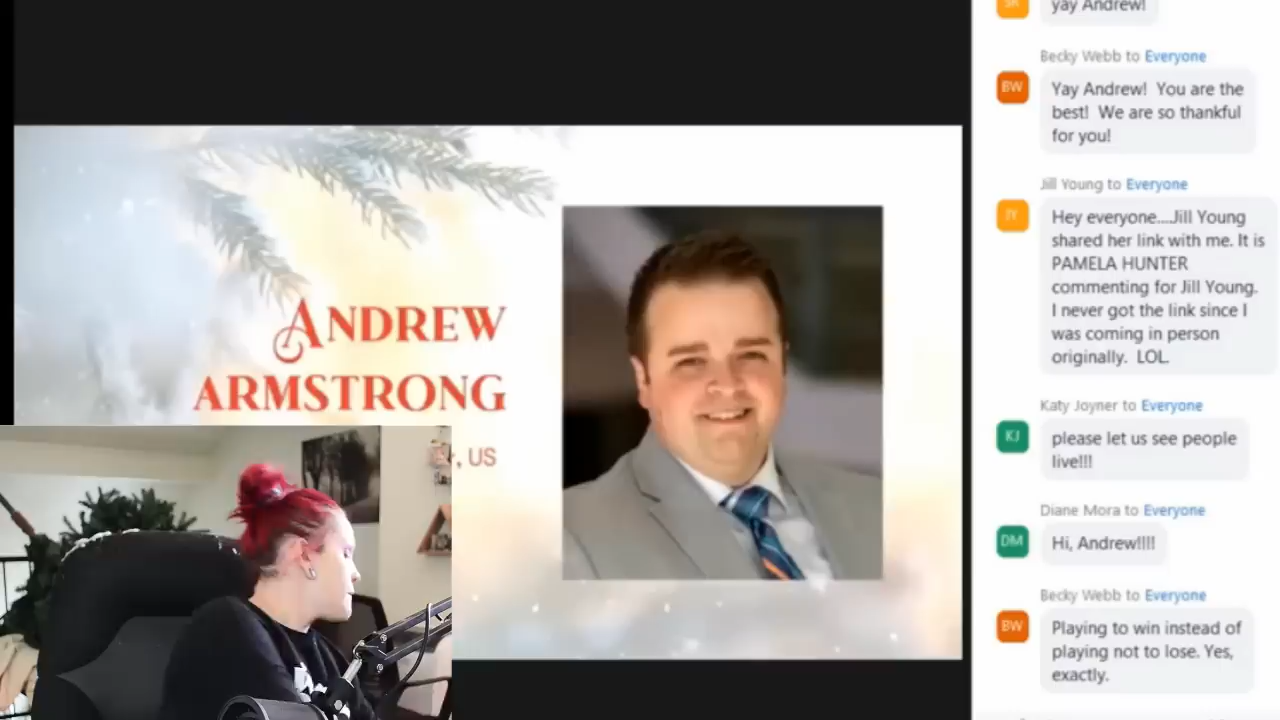 ANDREW
ARMSTRONG
, US
SK
yay Andrew!
Becky Webb to Everyone
BW
Yay Andrew! You are the
best! We are so thankful
for you!
Jill Young to Everyone
JY
Hey everyone....Jill Young
shared her link with me. It is
PAMELA HUNTER
commenting for Jill Young.
I never got the link since I
was coming in person
originally. LOL.
Katy Joyner to Everyone
KJ
please let us see people
live!!!
Diane Mora to Everyone
DM
Hi, Andrew!!!!
Becky Webb to Everyone
BW
Playing to win instead of
playing not to lose. Yes,
exactly.